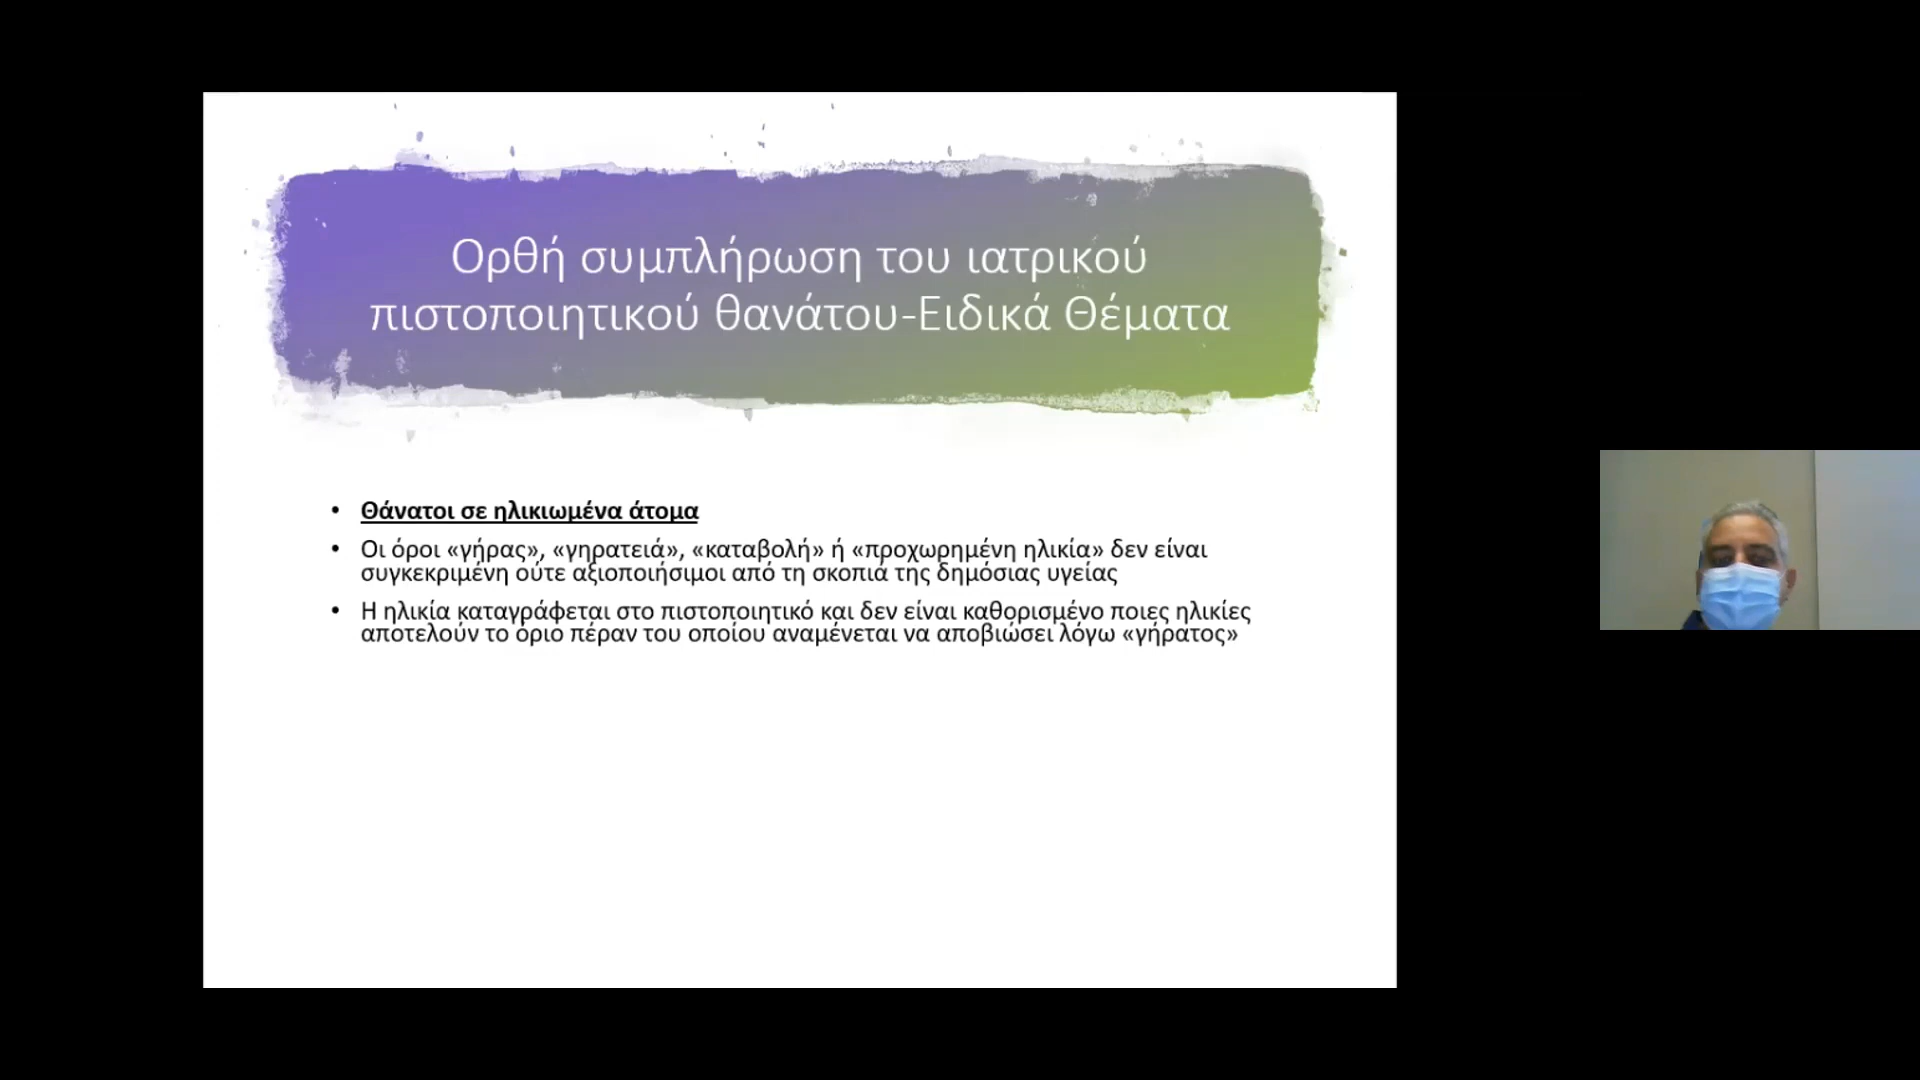 Ορθή συμπλήρωση του ιατρικού
πιστοποιητικού θανάτου-Ειδικά Θέματα
• Θάνατοι σε ηλικιωμένα άτομα
• Οι όροι «γήρας», «γηρατειά», «καταβολή» ή «προχωρημένη ηλικία» δεν είναι
συγκεκριμένη ούτε αξιοποιήσιμοι από τη σκοπιά της δημόσιας υγείας
• Η ηλικία καταγράφεται στο πιστοποιητικό και δεν είναι καθορισμένο ποιες ηλικίες
αποτελούν το όριο πέραν του οποίου αναμένεται να αποβιώσει λόγω «γήρατος»